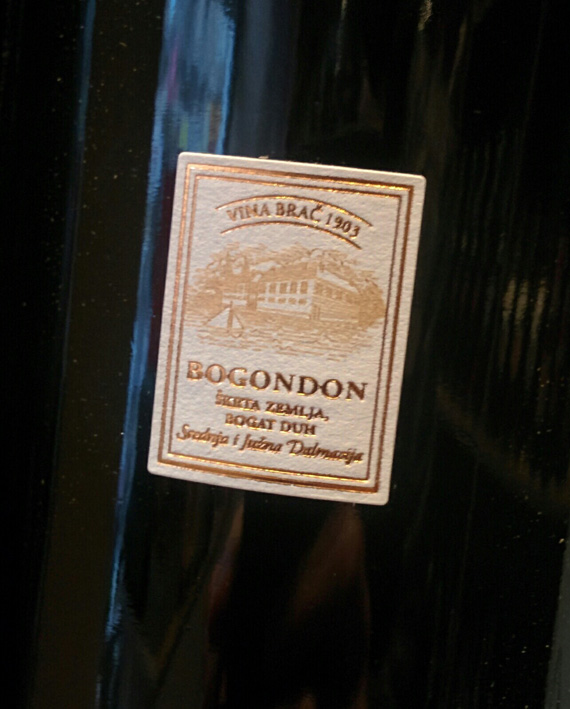 VINA BRAČ 1903
BOGONDON
ŠKRTA ZEMLJA,
BOGAT DUH
Srednja i Južna Dalmacija